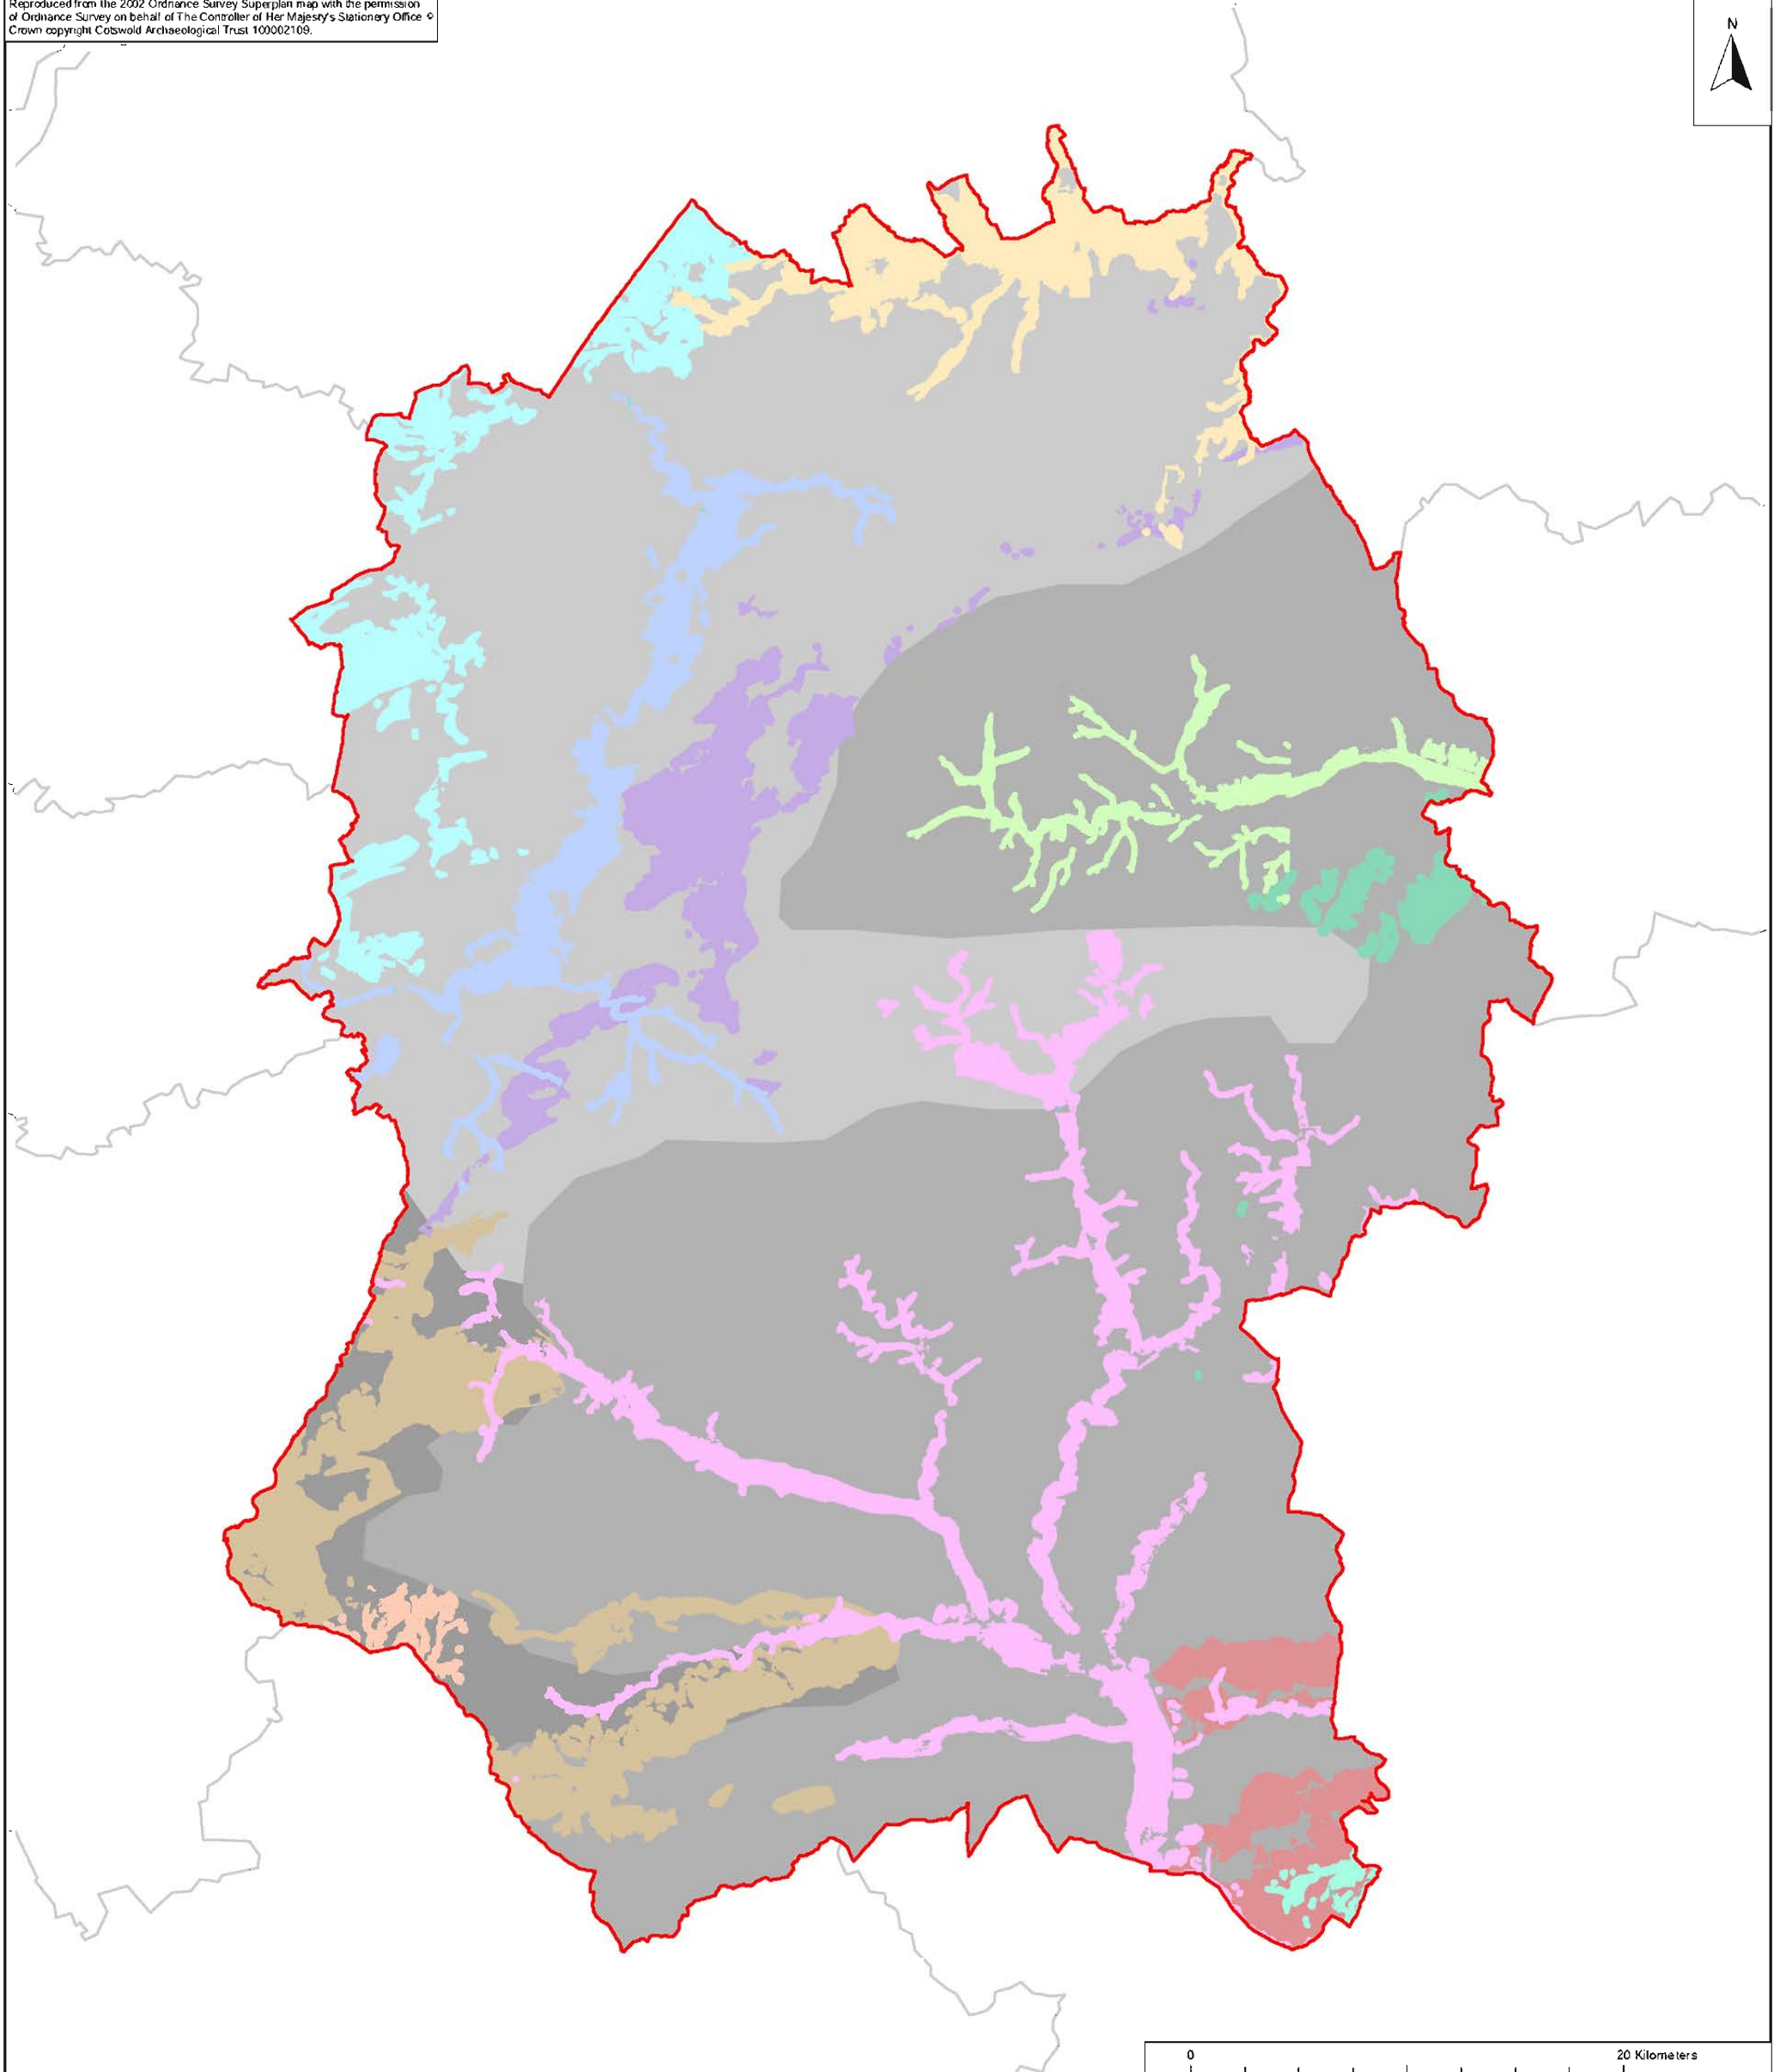 Reproduced from the 2002 Ordnance Survey Superplan map with the permission
of Ordnance Survey on behalf of The Controller of Her Majesty's Stationery Office ©
Crown copyright Cotswold Archaeological Trust 100002109.
N
0 20 Kilometers